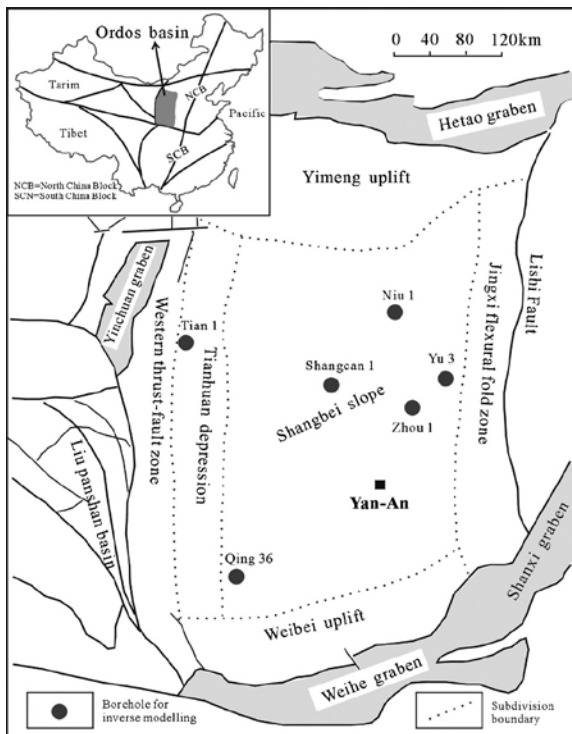 Ordos basin
Tarim
NCB
Pacific
Tibet
SCB
NCB=North China Block
SCN=South China Block
0 40 80 120km
Hetao graben
Yimeng uplift
Yinchuan graben
Western thrust-fault zone
Tian 1
Tianhuan depression
Niu 1
Shangcan 1
Yu 3
Shangbei slope
Zhou 1
Jingxi flexural fold zone
Lishi Fault
Liu panshan basin
Yan-An
Qing 36
Shanxi graben
Weibei uplift
Weihe graben
Borehole for
inverse modelling
Subdivision
boundary